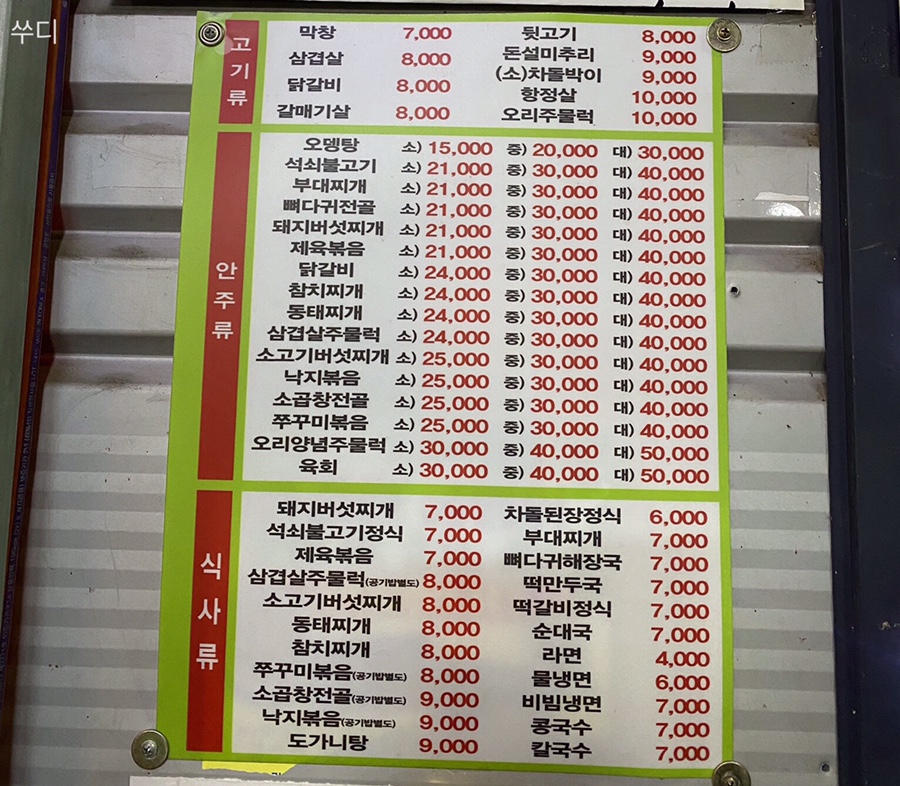 쑤디
고기류
막창 7,000
삼겹살 8,000
닭갈비 8,000
갈매기살 8,000
뒷고기 8,000
돈설미추리 9,000
(소)차돌박이 9,000
항정살 10,000
오리주물럭 10,000
안주류
오뎅탕 소) 15,000 중) 20,000 대) 30,000
석쇠불고기 소) 21,000 중) 30,000 대) 40,000
부대찌개 소) 21,000 중) 30,000 대) 40,000
뼈다귀전골 소) 21,000 중) 30,000 대) 40,000
돼지버섯찌개 소) 21,000 중) 30,000 대) 40,000
제육볶음 소) 21,000 중) 30,000 대) 40,000
닭갈비 소) 24,000 중) 30,000 대) 40,000
참치찌개 소) 24,000 중) 30,000 대) 40,000
동태찌개 소) 24,000 중) 30,000 대) 40,000
삼겹살주물럭 소) 24,000 중) 30,000 대) 40,000
소고기버섯찌개 소) 25,000 중) 30,000 대) 40,000
낙지볶음 소) 25,000 중) 30,000 대) 40,000
소곱창전골 소) 25,000 중) 30,000 대) 40,000
쭈꾸미볶음 소) 25,000 중) 30,000 대) 40,000
오리양념주물럭 소) 30,000 중) 40,000 대) 50,000
육회 소) 30,000 중) 40,000 대) 50,000
식사류
돼지버섯찌개 7,000
석쇠불고기정식 7,000
제육볶음 7,000
삼겹살주물럭(공기밥별도) 8,000
소고기버섯찌개 8,000
동태찌개 8,000
참치찌개 8,000
쭈꾸미볶음(공기밥별도) 8,000
소곱창전골(공기밥별도) 9,000
낙지볶음(공기밥별도) 9,000
도가니탕 9,000
차돌된장정식 6,000
부대찌개 7,000
뼈다귀해장국 7,000
떡만두국 7,000
떡갈비정식 7,000
순대국 7,000
라면 4,000
물냉면 6,000
비빔냉면 7,000
콩국수 7,000
칼국수 7,000